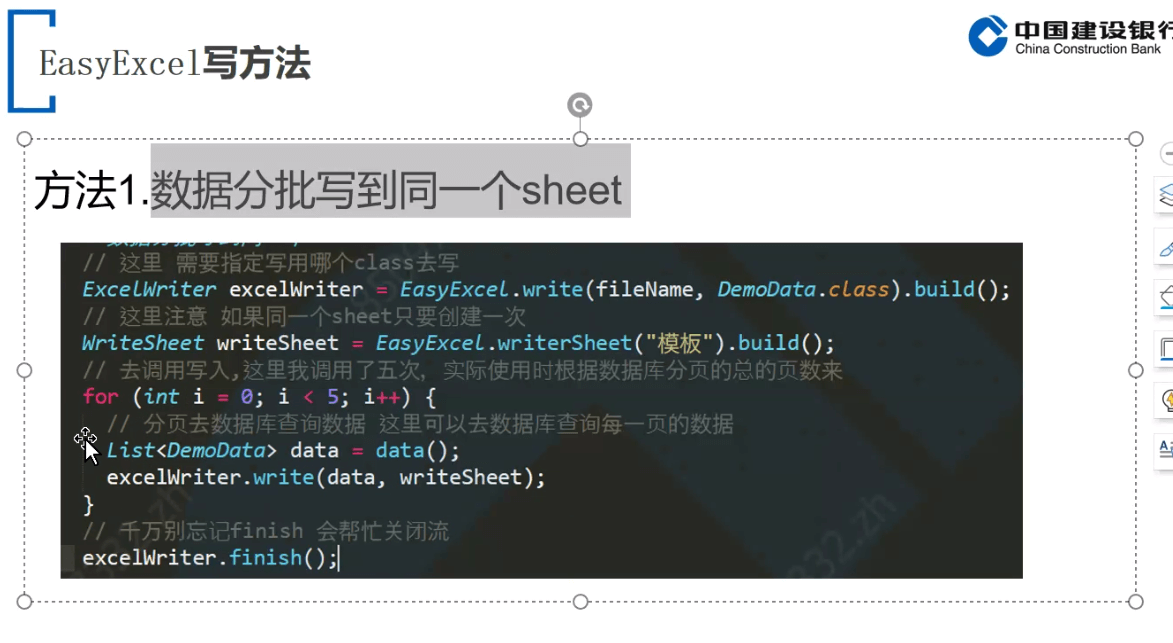 EasyExcel写方法
中国建设银行
China Construction Bank
方法1.数据分批写到同一个sheet
// 这里 需要指定写用哪个class去写
ExcelWriter excelWriter = EasyExcel.write(fileName, DemoData.class).build();
// 这里注意 如果同一个sheet只要创建一次
WriteSheet writeSheet = EasyExcel.writerSheet("模板").build();
// 去调用写入,这里我调用了五次, 实际使用时根据数据库分页的总的页数来
for (int i = 0; i < 5; i++) {
// 分页去数据库查询数据 这里可以去数据库查询每一页的数据
List<DemoData> data = data();
excelWriter.write(data, writeSheet);
}
// 千万别忘记finish 会帮忙关闭流
excelWriter.finish();